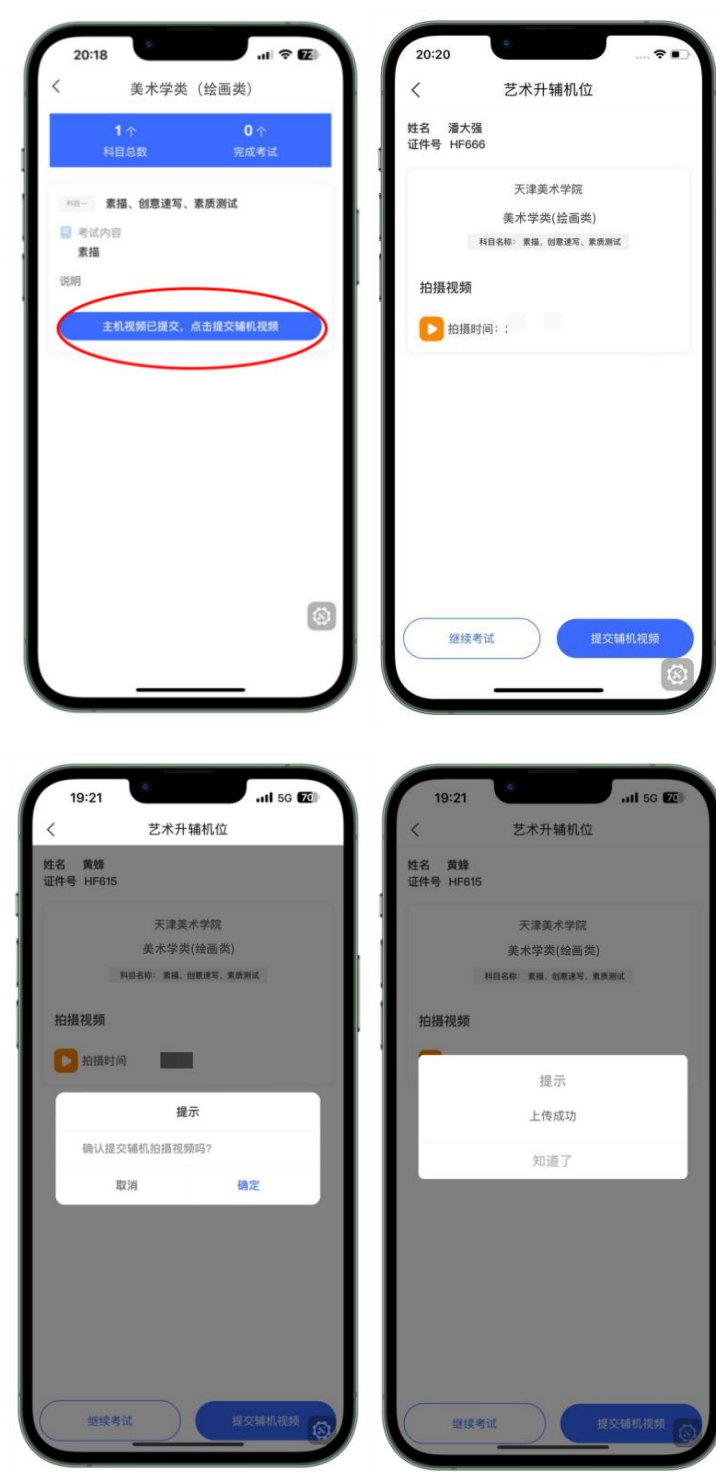 20:18
72
美术学类（绘画类）
1个
0个
科目总数
完成考试
科目一
素描、创意速写、素质测试
考试内容
素描
说明
主机视频已提交，点击提交辅机视频
20:20
艺术升辅机位
姓名 潘大强
证件号 HF666
天津美术学院
美术学类(绘画类)
科目名称： 素描、创意速写、素质测试
拍摄视频
拍摄时间：
继续考试
提交辅机视频
19:21
5G 70
艺术升辅机位
姓名 黄蜂
证件号 HF615
天津美术学院
美术学类(绘画类)
科目名称： 素描、创意速写、素质测试
拍摄视频
拍摄时间
提示
确认提交辅机拍摄视频吗?
取消
确定
继续考试
提交辅机视频
19:21
5G 70
艺术升辅机位
姓名 黄蜂
证件号 HF615
天津美术学院
美术学类(绘画类)
科目名称： 素描、创意速写、素质测试
拍摄视频
提示
上传成功
知道了
继续考试
提交辅机视频